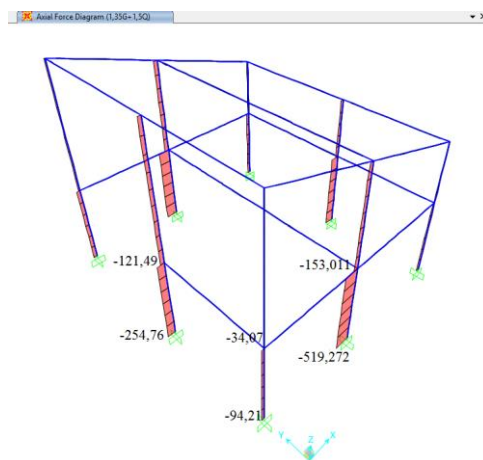 Axial Force Diagram (1,35G+1,5Q)
-121,49
-153,011
-254,76
-34,07
-519,272
-94,21
Y
Z
X